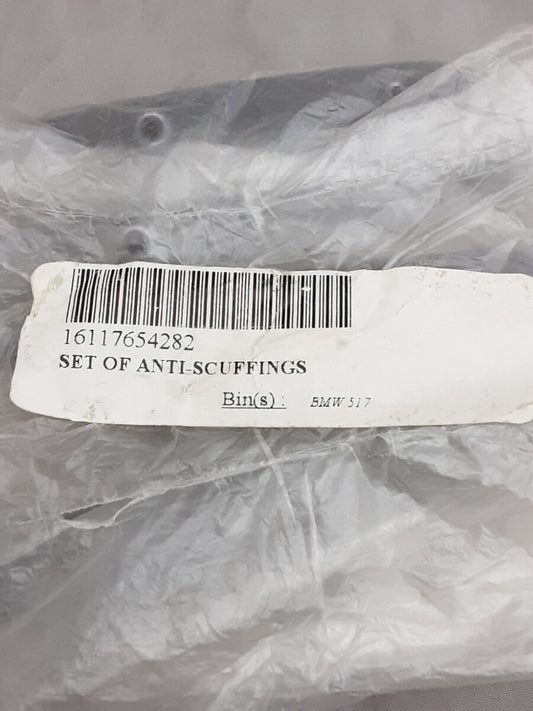 16117654282
SET OF ANTI-SCUFFINGS
Bin(s) : BMW 517